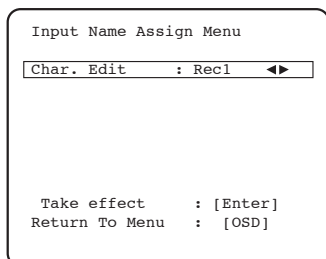 Input Name Assign Menu
Char. Edit : Rec1 ◄►
Take effect : [Enter]
Return To Menu : [OSD]